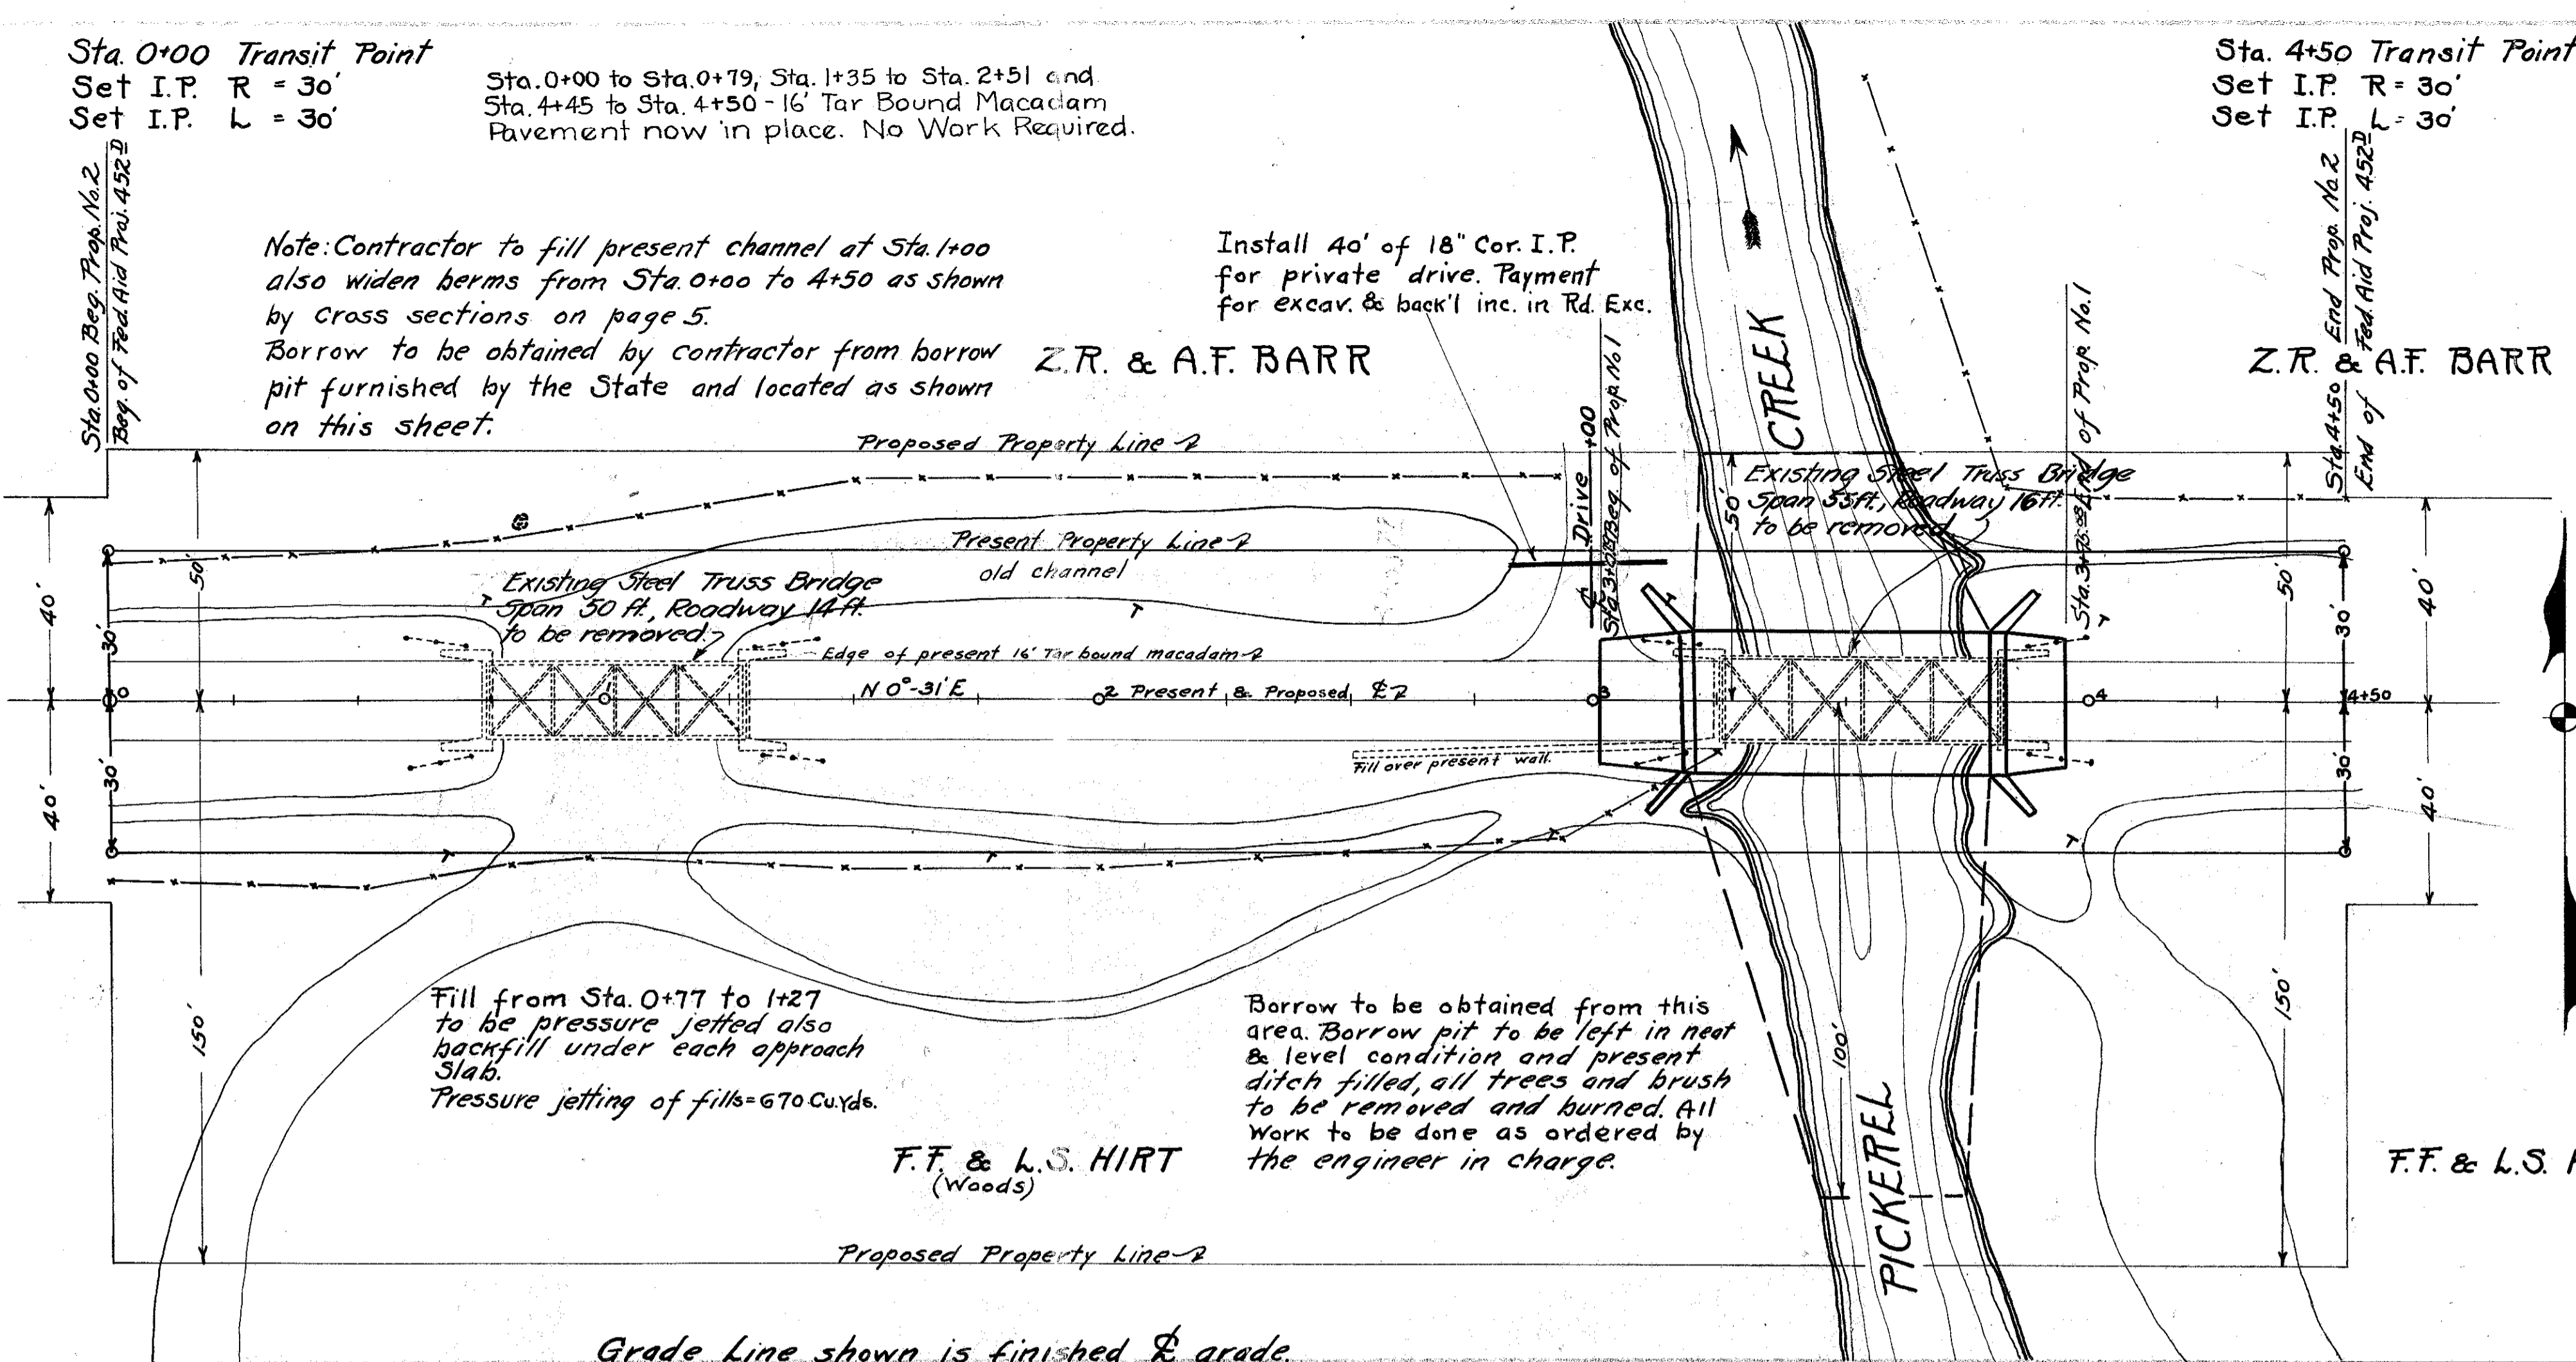 Sta. 0+00 Transit Point
Set I.P. R = 30'
Set I.P. L = 30'
Sta. 0+00 to Sta. 0+79, Sta. 1+35 to Sta. 2+51 and
Sta. 4+45 to Sta. 4+50 - 16' Tar Bound Macadam
Pavement now in place. No Work Required.
Sta. 4+50 Transit Point
Set I.P. R = 30'
Set I.P. L = 30'
Sta. 0+00 Beg. Prop. No. 2
Beg. of Fed. Aid Proj. 452D
Note: Contractor to fill present channel at Sta. 1+00
also widen berms from Sta. 0+00 to 4+50 as shown
by cross sections on page 5.
Borrow to be obtained by contractor from borrow
pit furnished by the State and located as shown
on this sheet.
Install 40' of 18" Cor. I.P.
for private drive. Payment
for excav. & back'l inc. in Rd. Exc.
Z.R. & A.F. BARR
CREEK
Sta. 4+50 End Prop. No. 2
End of Fed. Aid Proj. 452D
Z.R. & A.F. BARR
Proposed Property Line
₵ Drive +00
Beg. of Prop. No. 1
End of Prop. No. 1
Existing Steel Truss Bridge
Span 55 ft., Roadway 16 ft.
to be removed
Present Property Line
old channel
Existing Steel Truss Bridge
Span 50 ft., Roadway 14 ft.
to be removed.
Edge of present 16' Tar bound macadam
40'
30'
50'
50'
50'
30'
40'
0
1
N 0°-31' E
2 Present & Proposed ₵
3
4
4+50
Fill over present wall.
40'
30'
30'
40'
150'
100'
150'
Fill from Sta. 0+77 to 1+27
to be pressure jetted also
backfill under each approach
slab.
Pressure jetting of fills = 670 Cu. Yds.
Borrow to be obtained from this
area. Borrow pit to be left in neat
& level condition and present
ditch filled, all trees and brush
to be removed and burned. All
Work to be done as ordered by
the engineer in charge.
PICKEREL
F.F. & L.S. HIRT
(Woods)
F.F. & L.S.
Proposed Property Line
Grade Line shown is finished ₵ grade.